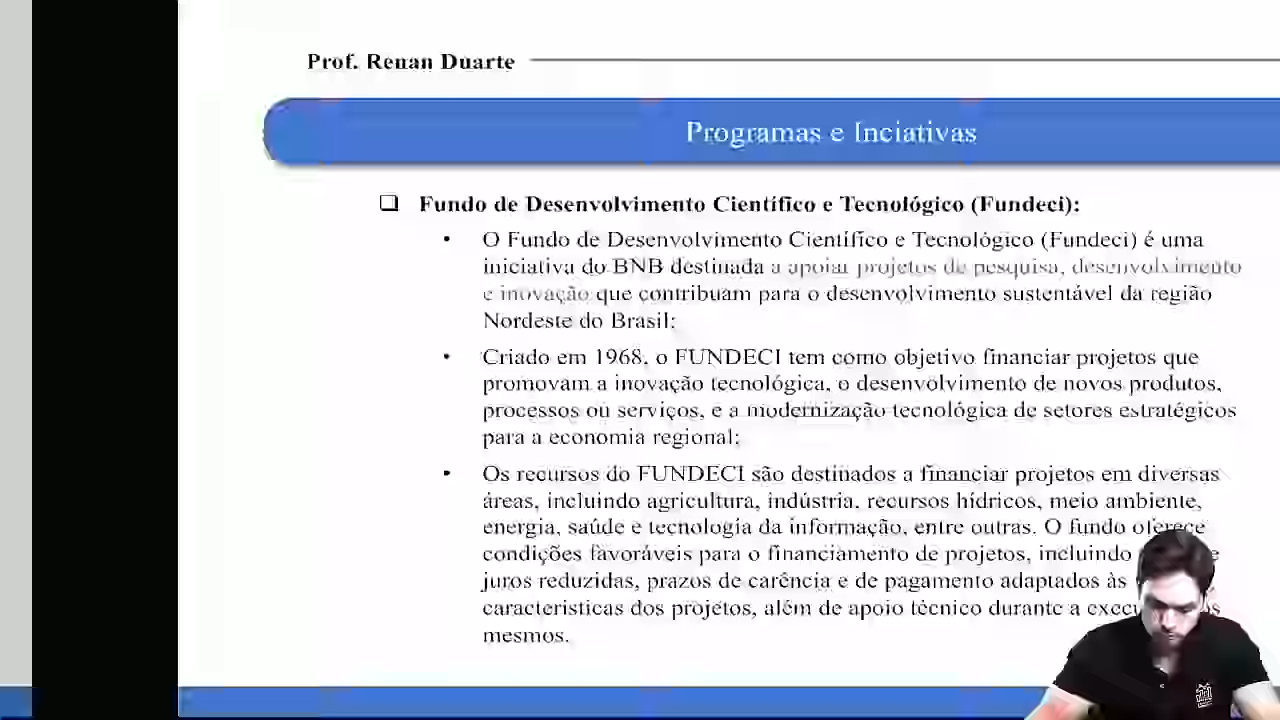 Prof. Renan Duarte
Programas e Inciativas
❑ Fundo de Desenvolvimento Científico e Tecnológico (Fundeci):
• O Fundo de Desenvolvimento Científico e Tecnológico (Fundeci) é uma
iniciativa do BNB destinada a apoiar projetos de pesquisa, desenvolvimento
e inovação que contribuam para o desenvolvimento sustentável da região
Nordeste do Brasil;
• Criado em 1968, o FUNDECI tem como objetivo financiar projetos que
promovam a inovação tecnológica, o desenvolvimento de novos produtos,
processos ou serviços, e a modernização tecnológica de setores estratégicos
para a economia regional;
• Os recursos do FUNDECI são destinados a financiar projetos em diversas
áreas, incluindo agricultura, indústria, recursos hídricos, meio ambiente,
energia, saúde e tecnologia da informação, entre outras. O fundo oferece
condições favoráveis para o financiamento de projetos, incluindo
juros reduzidas, prazos de carência e de pagamento adaptados às
características dos projetos, além de apoio técnico durante a
mesmos.